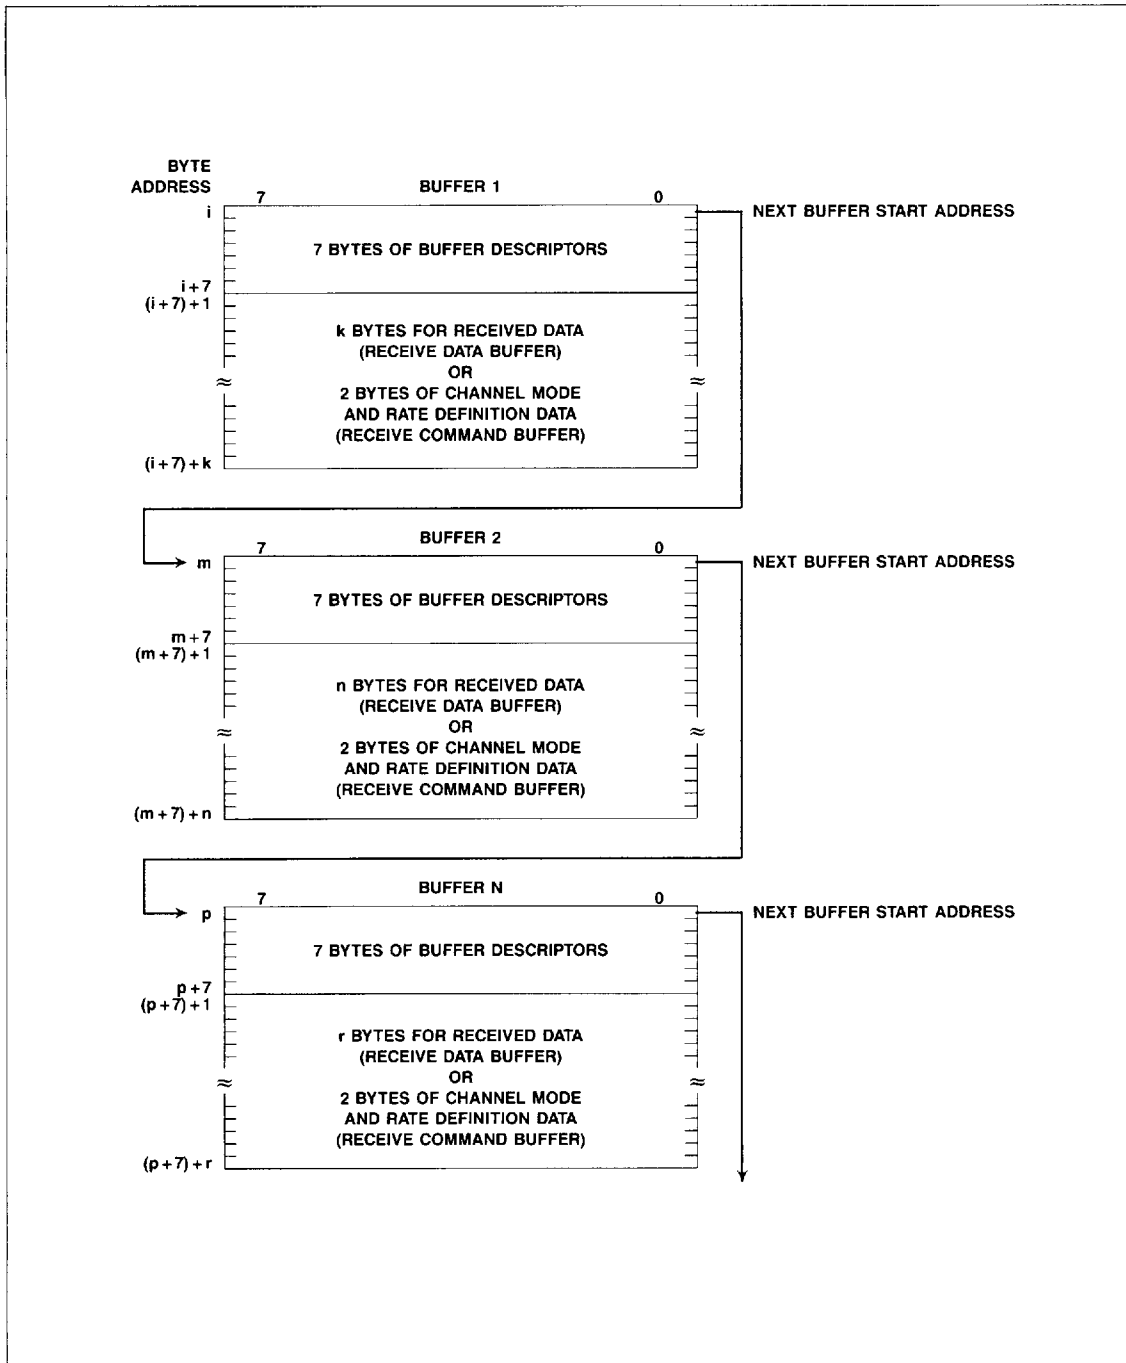 BYTE
ADDRESS
7 BUFFER 1 0
i NEXT BUFFER START ADDRESS
7 BYTES OF BUFFER DESCRIPTORS
i + 7
(i + 7) + 1
k BYTES FOR RECEIVED DATA
(RECEIVE DATA BUFFER)
OR
2 BYTES OF CHANNEL MODE
AND RATE DEFINITION DATA
(RECEIVE COMMAND BUFFER)
(i + 7) + k
7 BUFFER 2 0
m NEXT BUFFER START ADDRESS
7 BYTES OF BUFFER DESCRIPTORS
m + 7
(m + 7) + 1
n BYTES FOR RECEIVED DATA
(RECEIVE DATA BUFFER)
OR
2 BYTES OF CHANNEL MODE
AND RATE DEFINITION DATA
(RECEIVE COMMAND BUFFER)
(m + 7) + n
7 BUFFER N 0
p NEXT BUFFER START ADDRESS
7 BYTES OF BUFFER DESCRIPTORS
p + 7
(p + 7) + 1
r BYTES FOR RECEIVED DATA
(RECEIVE DATA BUFFER)
OR
2 BYTES OF CHANNEL MODE
AND RATE DEFINITION DATA
(RECEIVE COMMAND BUFFER)
(p + 7) + r